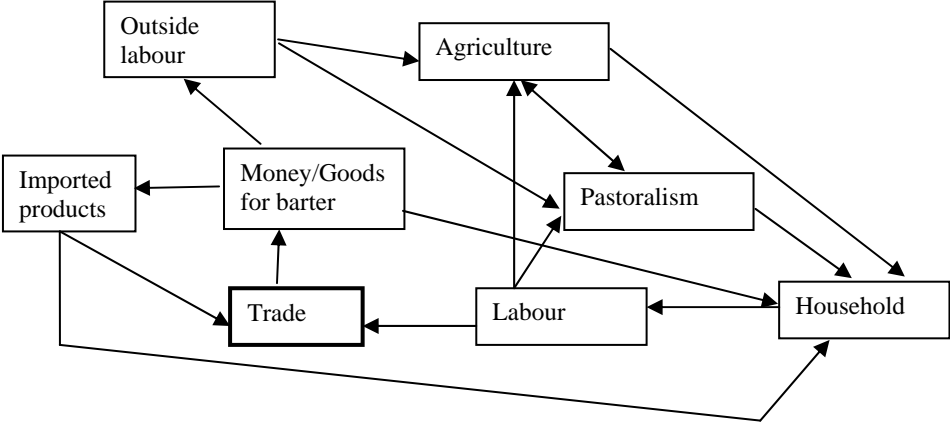 Outside
labour
Agriculture
Imported
products
Money/Goods
for barter
Pastoralism
Trade
Labour
Household